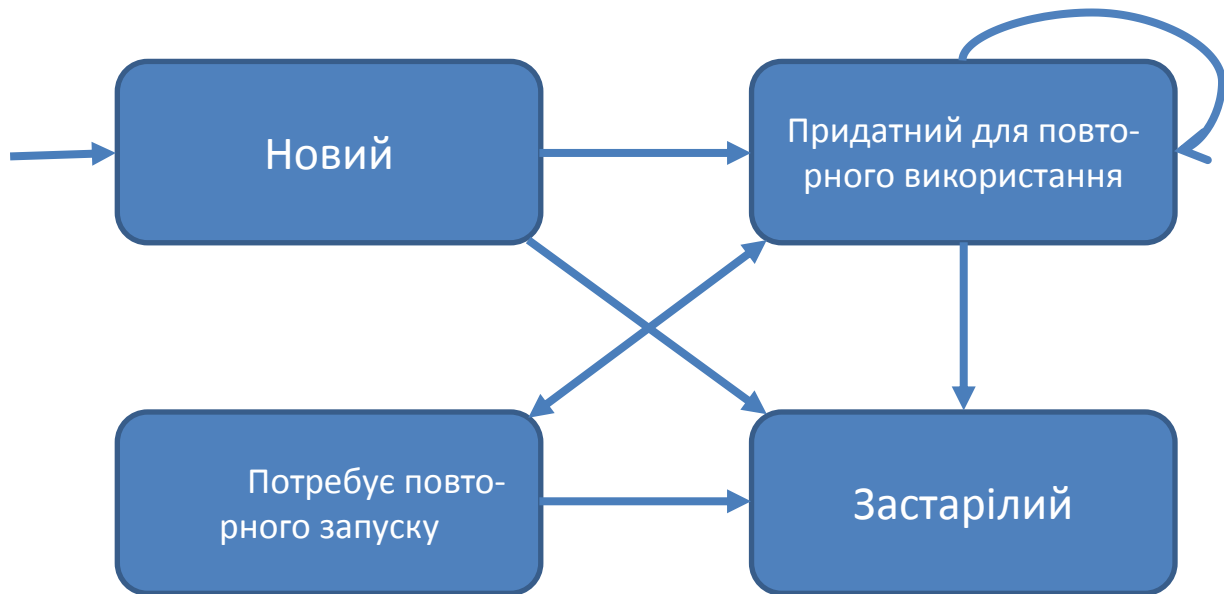 Новий
Придатний для повто-
рного використання
Потребує повто-
рного запуску
Застарілий